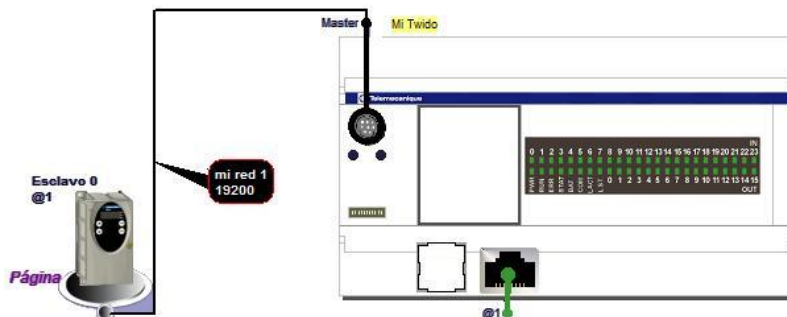 Master
Mi Twido
Telemecanique
IN
0 1 2 3 4 5 6 7 8 9 10 11 12 13 14 15 16 17 18 19 20 21 22 23
PWR RUN ERR STAT BAT COM LACT LST 0 1 2 3 4 5 6 7 8 9 10 11 12 13 14 15
OUT
mi red 1
19200
Esclavo 0
@1
Página
@1